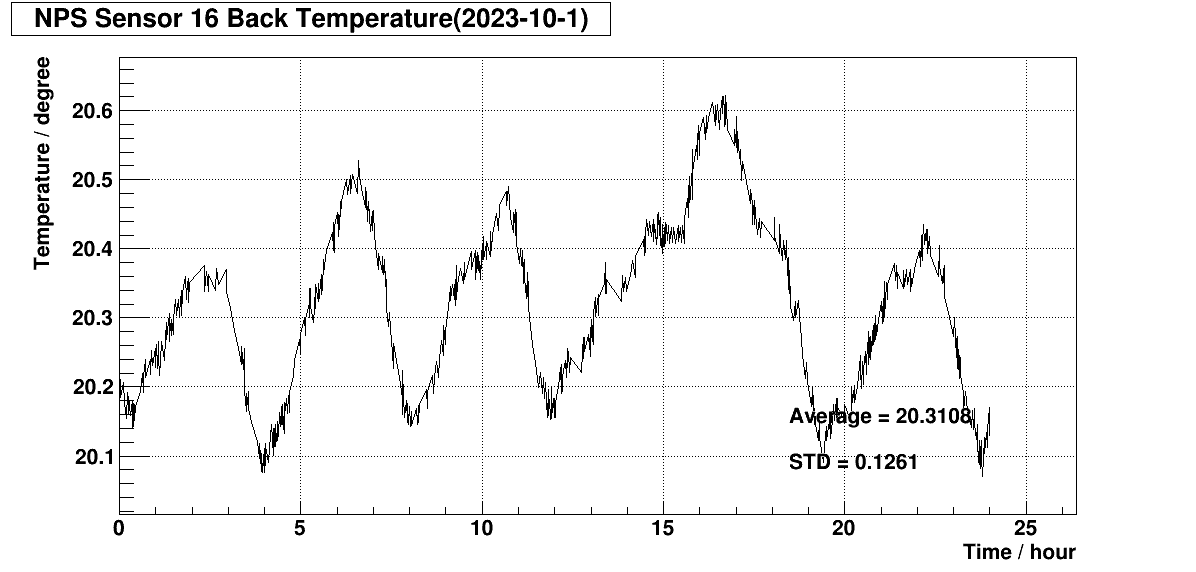 NPS Sensor 16 Back Temperature(2023-10-1)
Temperature / degree
20.6
20.5
20.4
20.3
20.2
20.1
Average = 20.3108
STD = 0.1261
0 5 10 15 20 25
Time / hour